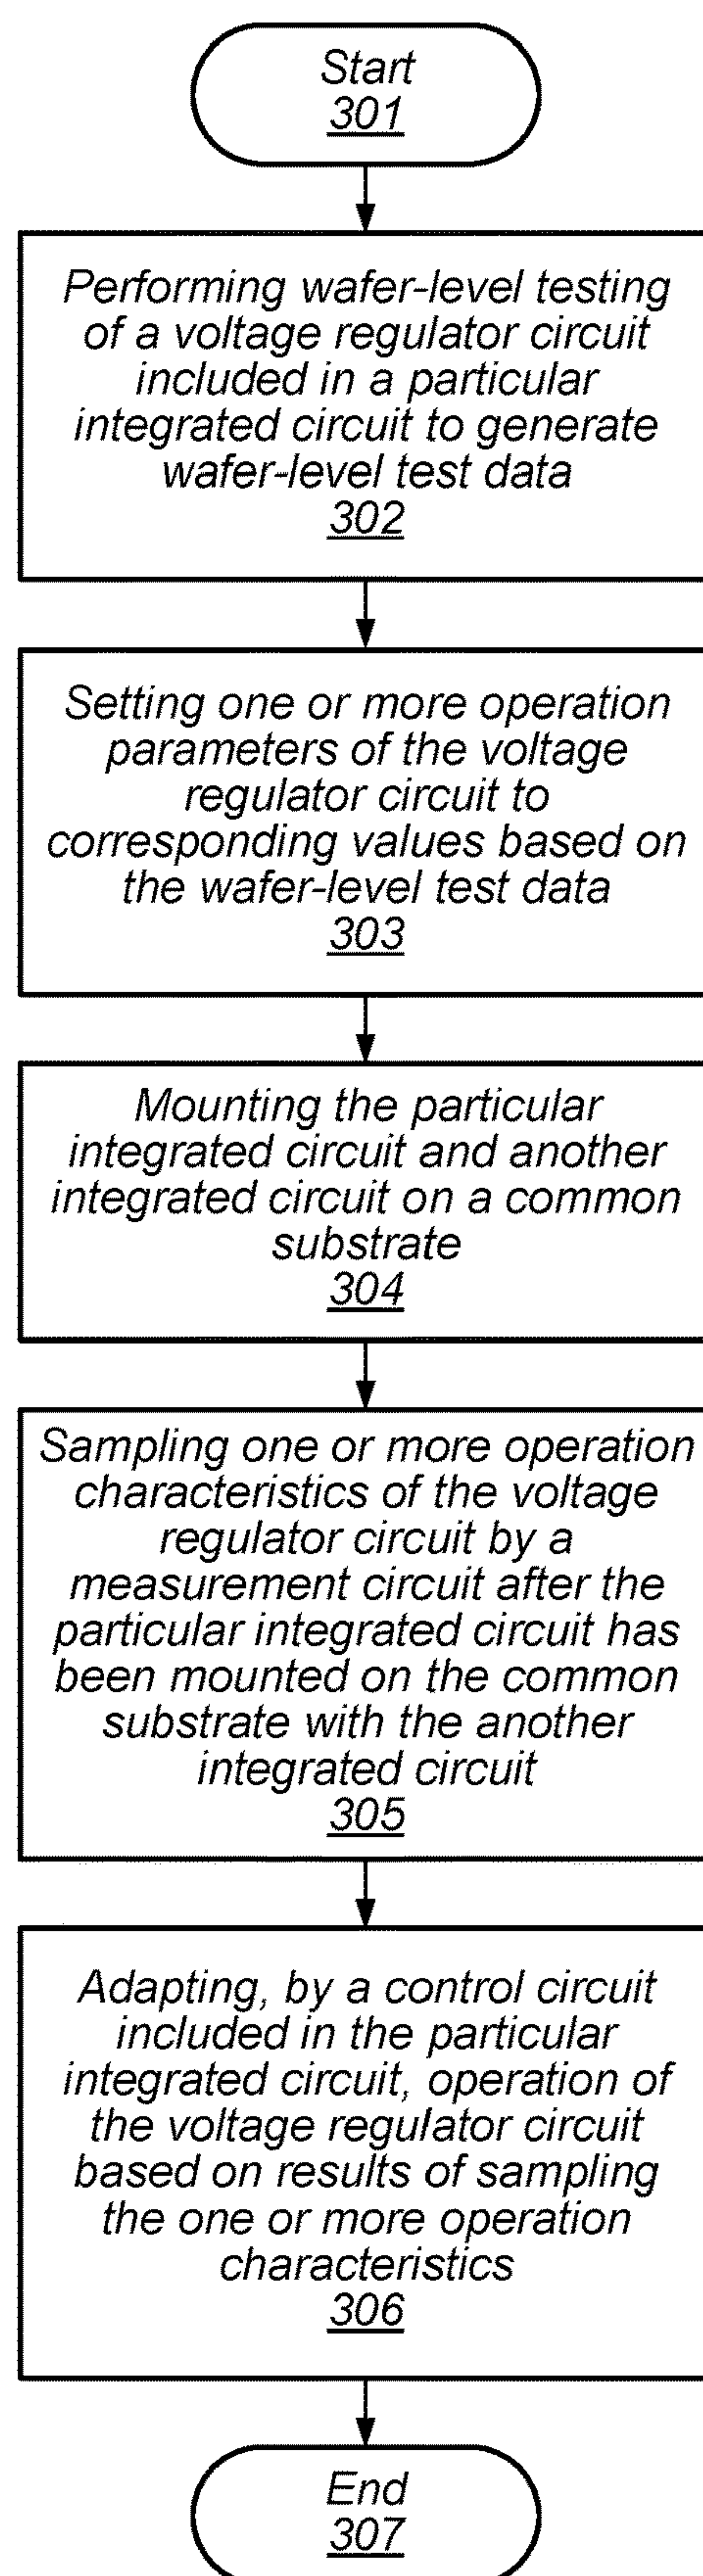 Start
301
Performing wafer-level testing
of a voltage regulator circuit
included in a particular
integrated circuit to generate
wafer-level test data
302
Setting one or more operation
parameters of the voltage
regulator circuit to
corresponding values based on
the wafer-level test data
303
Mounting the particular
integrated circuit and another
integrated circuit on a common
substrate
304
Sampling one or more operation
characteristics of the voltage
regulator circuit by a
measurement circuit after the
particular integrated circuit has
been mounted on the common
substrate with the another
integrated circuit
305
Adapting, by a control circuit
included in the particular
integrated circuit, operation of
the voltage regulator circuit
based on results of sampling
the one or more operation
characteristics
306
End
307